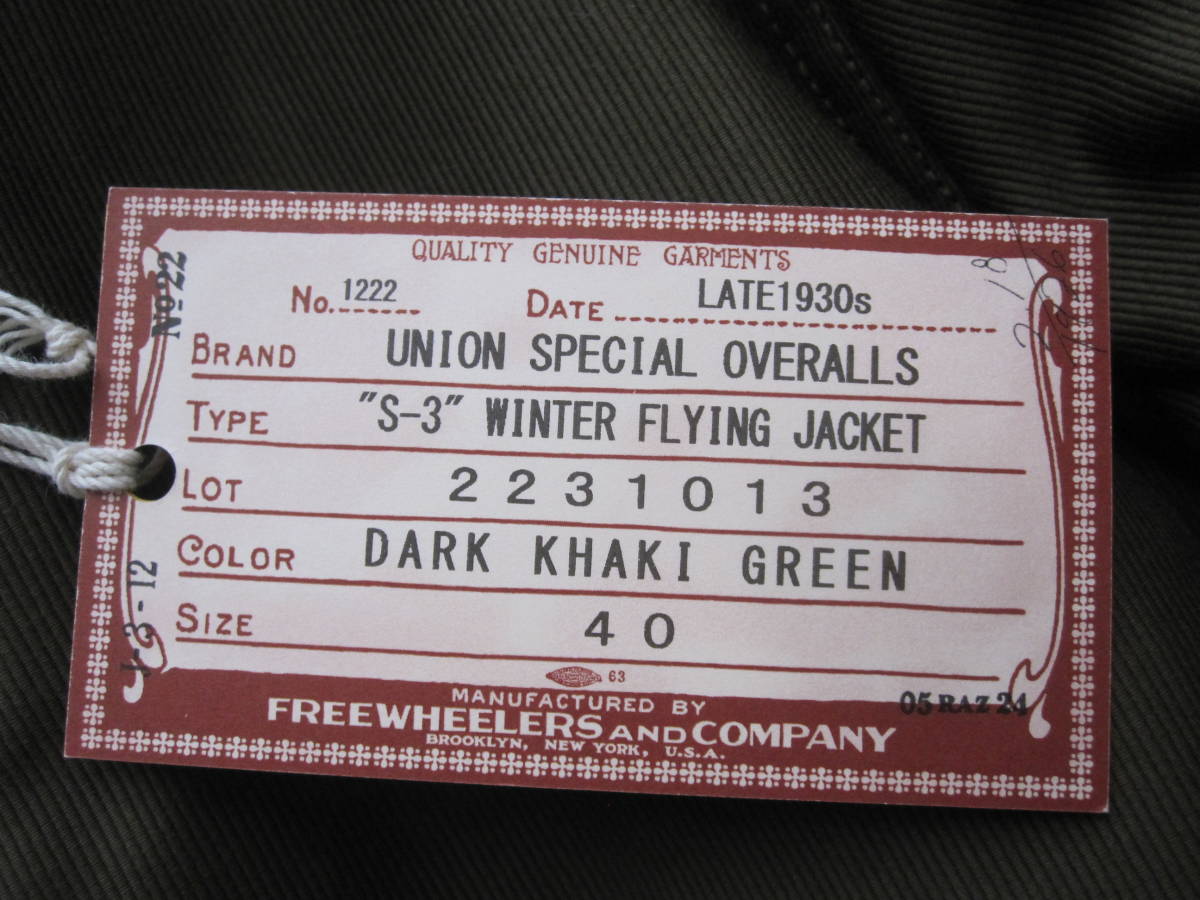 QUALITY GENUINE GARMENTS
No. 1222 DATE LATE1930s
BRAND UNION SPECIAL OVERALLS
TYPE "S-3" WINTER FLYING JACKET
LOT 2231013
COLOR DARK KHAKI GREEN
SIZE 40
63
MANUFACTURED BY
FREEWHEELERS AND COMPANY
BROOKLYN, NEW YORK, U.S.A.
No 22
J-3-12
05 RAZ 24